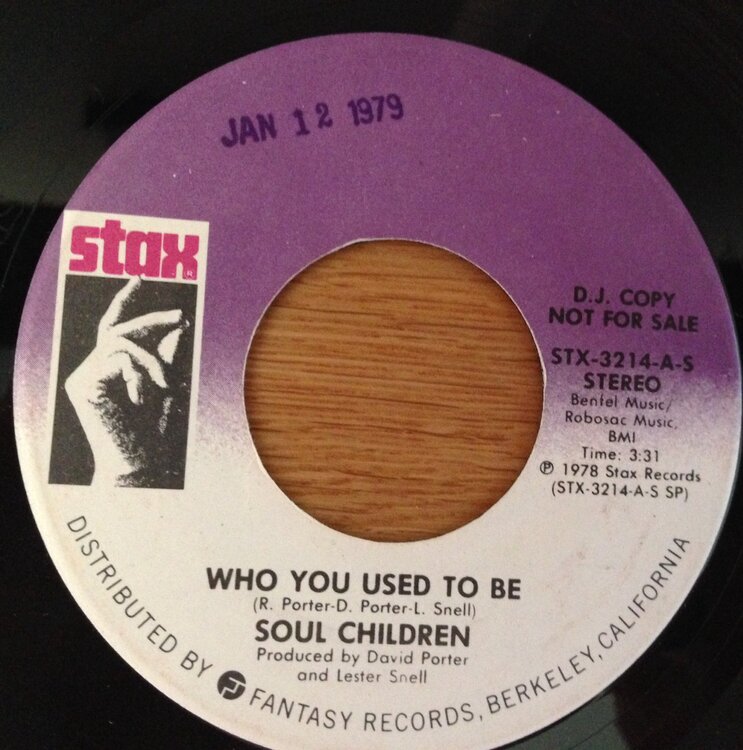 JAN 12 1979
stax®
D.J. COPY
NOT FOR SALE
STX-3214-A-S
STEREO
Bentel Music/
Robosac Music,
BMI
Time: 3:31
℗ 1978 Stax Records
(STX-3214-A-S SP)
WHO YOU USED TO BE
(R. Porter-D. Porter-L. Snell)
SOUL CHILDREN
Produced by David Porter
and Lester Snell
DISTRIBUTED BY FANTASY RECORDS, BERKELEY, CALIFORNIA